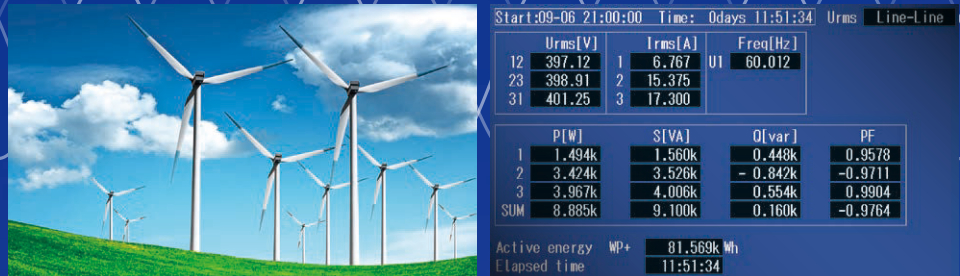 Start:09-06 21:00:00 Time: 0days 11:51:34 Urms Line-Line
Urms[V] Irms[A] Freq[Hz]
12 397.12 1 6.767 U1 60.012
23 398.91 2 15.375
31 401.25 3 17.300
P[W] S[VA] Q[var] PF
1 1.494k 1.560k 0.448k 0.9578
2 3.424k 3.526k - 0.842k -0.9711
3 3.967k 4.006k 0.554k 0.9904
SUM 8.885k 9.100k 0.160k -0.9764
Active energy WP+ 81.569k Wh
Elapsed time 11:51:34